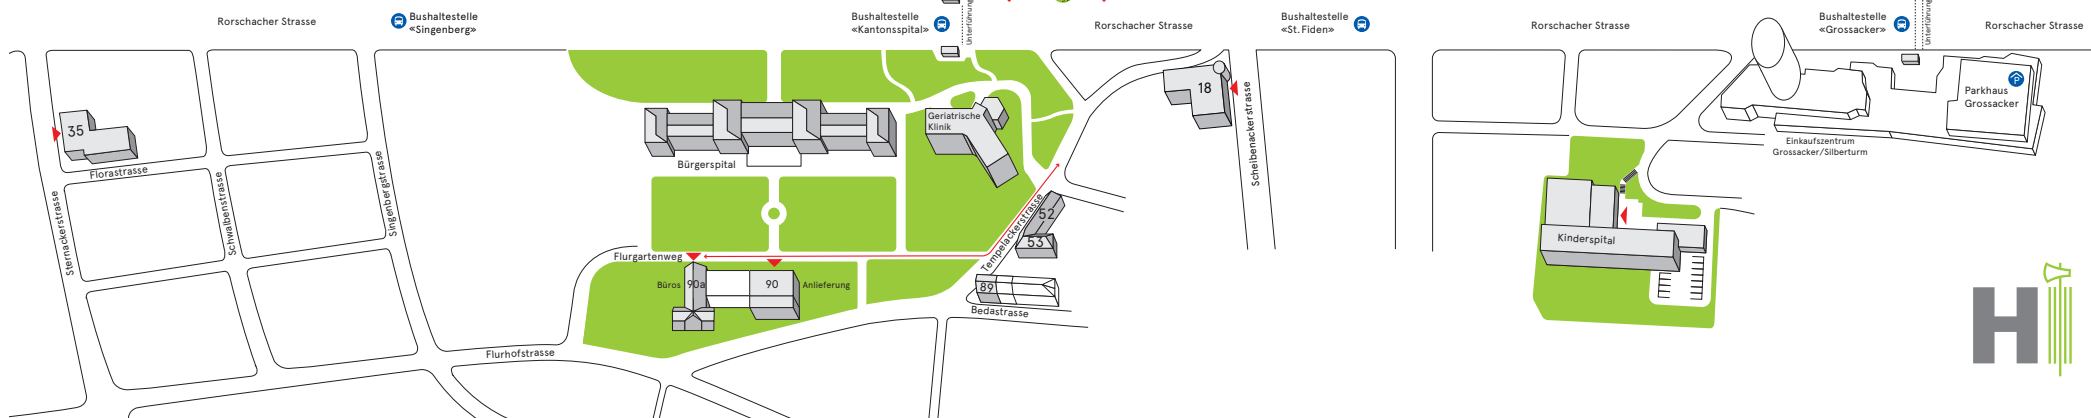 Rorschacher Strasse
Bushaltestelle
«Singenberg»
Bushaltestelle
«Kantonsspital»
Unterführung
Rorschacher Strasse
Bushaltestelle
«St. Fiden»
Rorschacher Strasse
Bushaltestelle
«Grossacker»
Unterführung
Rorschacher Strasse
35
Florastrasse
Sternackerstrasse
Schwalbenstrasse
Singenbergstrasse
Bürgerspital
Geriatrische
Klinik
18
Scheibenackerstrasse
P
Parkhaus
Grossacker
Einkaufszentrum
Grossacker/Silberturm
Kinderspital
Flurgartenweg
Tempelackerstrasse
52
53
Büros
90a
90
Anlieferung
89
Bedastrasse
Flurhofstrasse
H